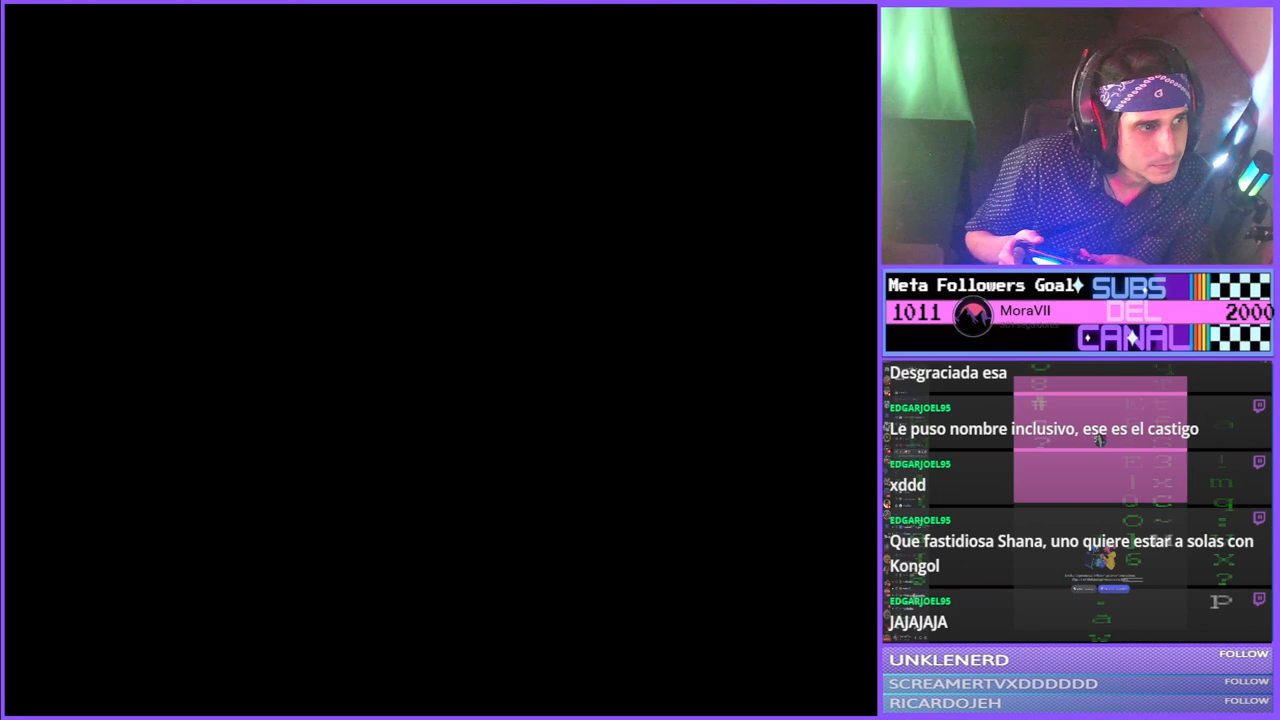 Meta Followers Goal
SUBS
DEL
CANAL
1011
MoraVII
2000
Desgraciada esa
EDGARJOEL95
Le puso nombre inclusivo, ese es el castigo
EDGARJOEL95
xddd
EDGARJOEL95
Que fastidiosa Shana, uno quiere estar a solas con
Kongol
EDGARJOEL95
JAJAJAJA
UNKLENERD
FOLLOW
SCREAMERTVXDDDDDD
FOLLOW
RICARDOJEH
FOLLOW